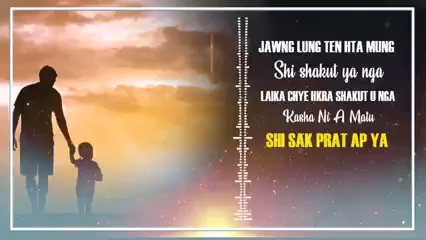 JAWNG LUNG TEN HTA MUNG
Shi shakut ya nga
LAIKA CHYE HKRA SHAKUT U NGA
Kasha Ni A Matu
SHI SAK PRAT AP YA